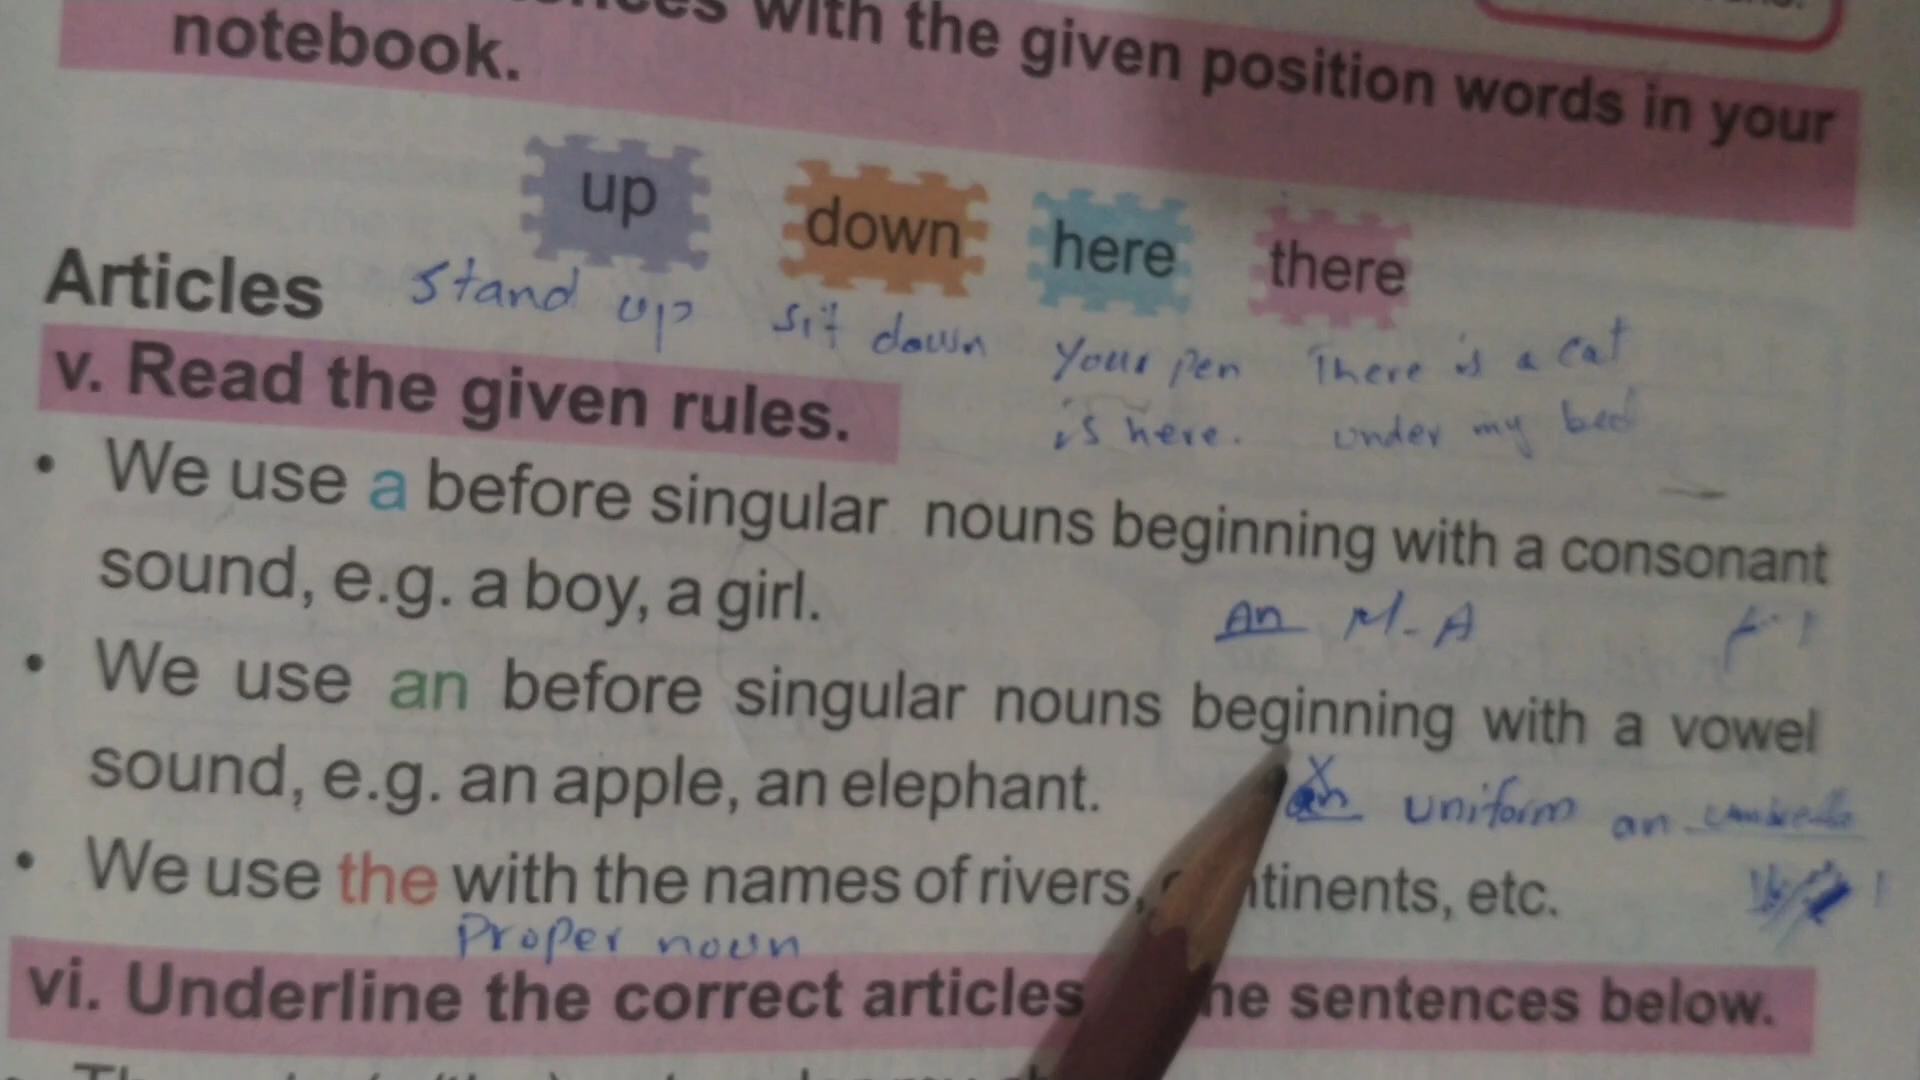 with the given position words in your
notebook.
up down here there
Articles
Stand up sit down Your pen There is a cat
is here. under my bed
v. Read the given rules.
• We use a before singular nouns beginning with a consonant
sound, e.g. a boy, a girl.
An M.A
• We use an before singular nouns beginning with a vowel
sound, e.g. an apple, an elephant.
an uniform an umbrella
• We use the with the names of rivers, etc.
Proper noun
vi. Underline the correct articles sentences below.